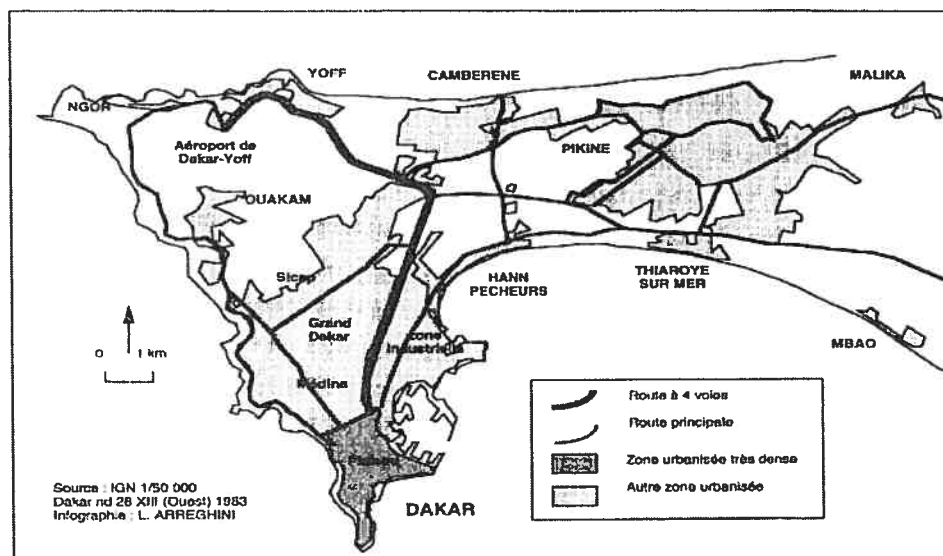 YOFF
CAMBERENE
MALIKA
NGOR
Aéroport de
Dakar-Yoff
PIKINE
OUAKAM
Sicap
HANN
PECHEURS
THIAROYE
SUR MER
Grand
Dakar
Zone
industrielle
MBAO
0 1 km
Médina
Route à 4 voies
Route principale
Zone urbanisée très dense
Autre zone urbanisée
DAKAR
Source : IGN 1/50 000
Dakar nd 28 XIII (Ouest) 1983
Infographie : L. ARREGHINI